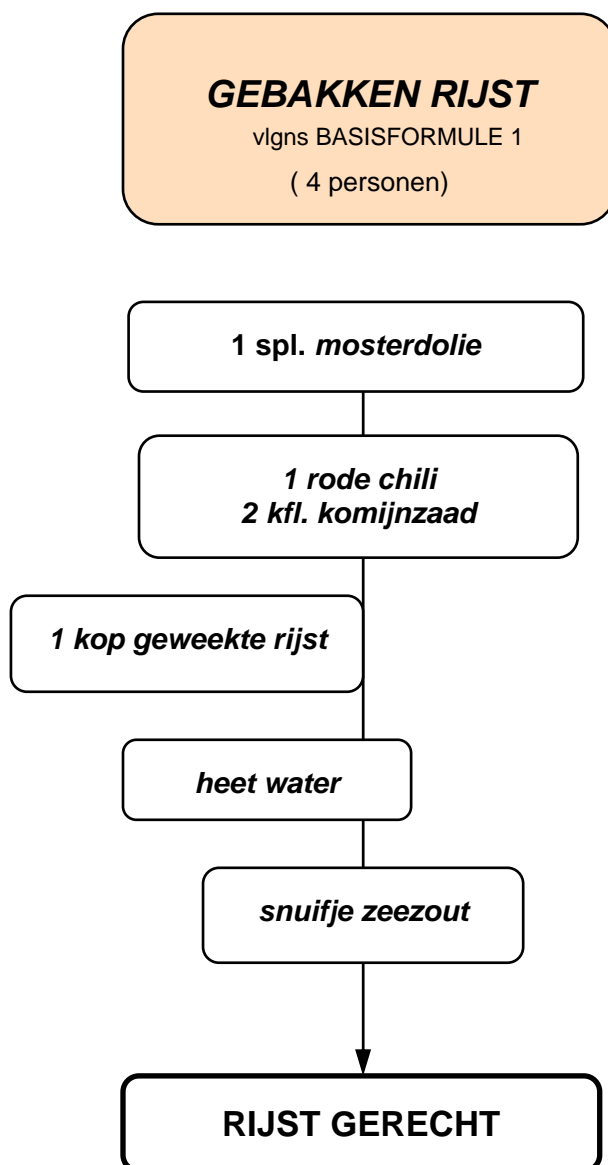 GEBAKKEN RIJST
vlgns BASISFORMULE 1
( 4 personen)
1 spl. mosterdolie
1 rode chili
2 kfl. komijnzaad
1 kop geweekte rijst
heet water
snuifje zeezout
RIJST GERECHT